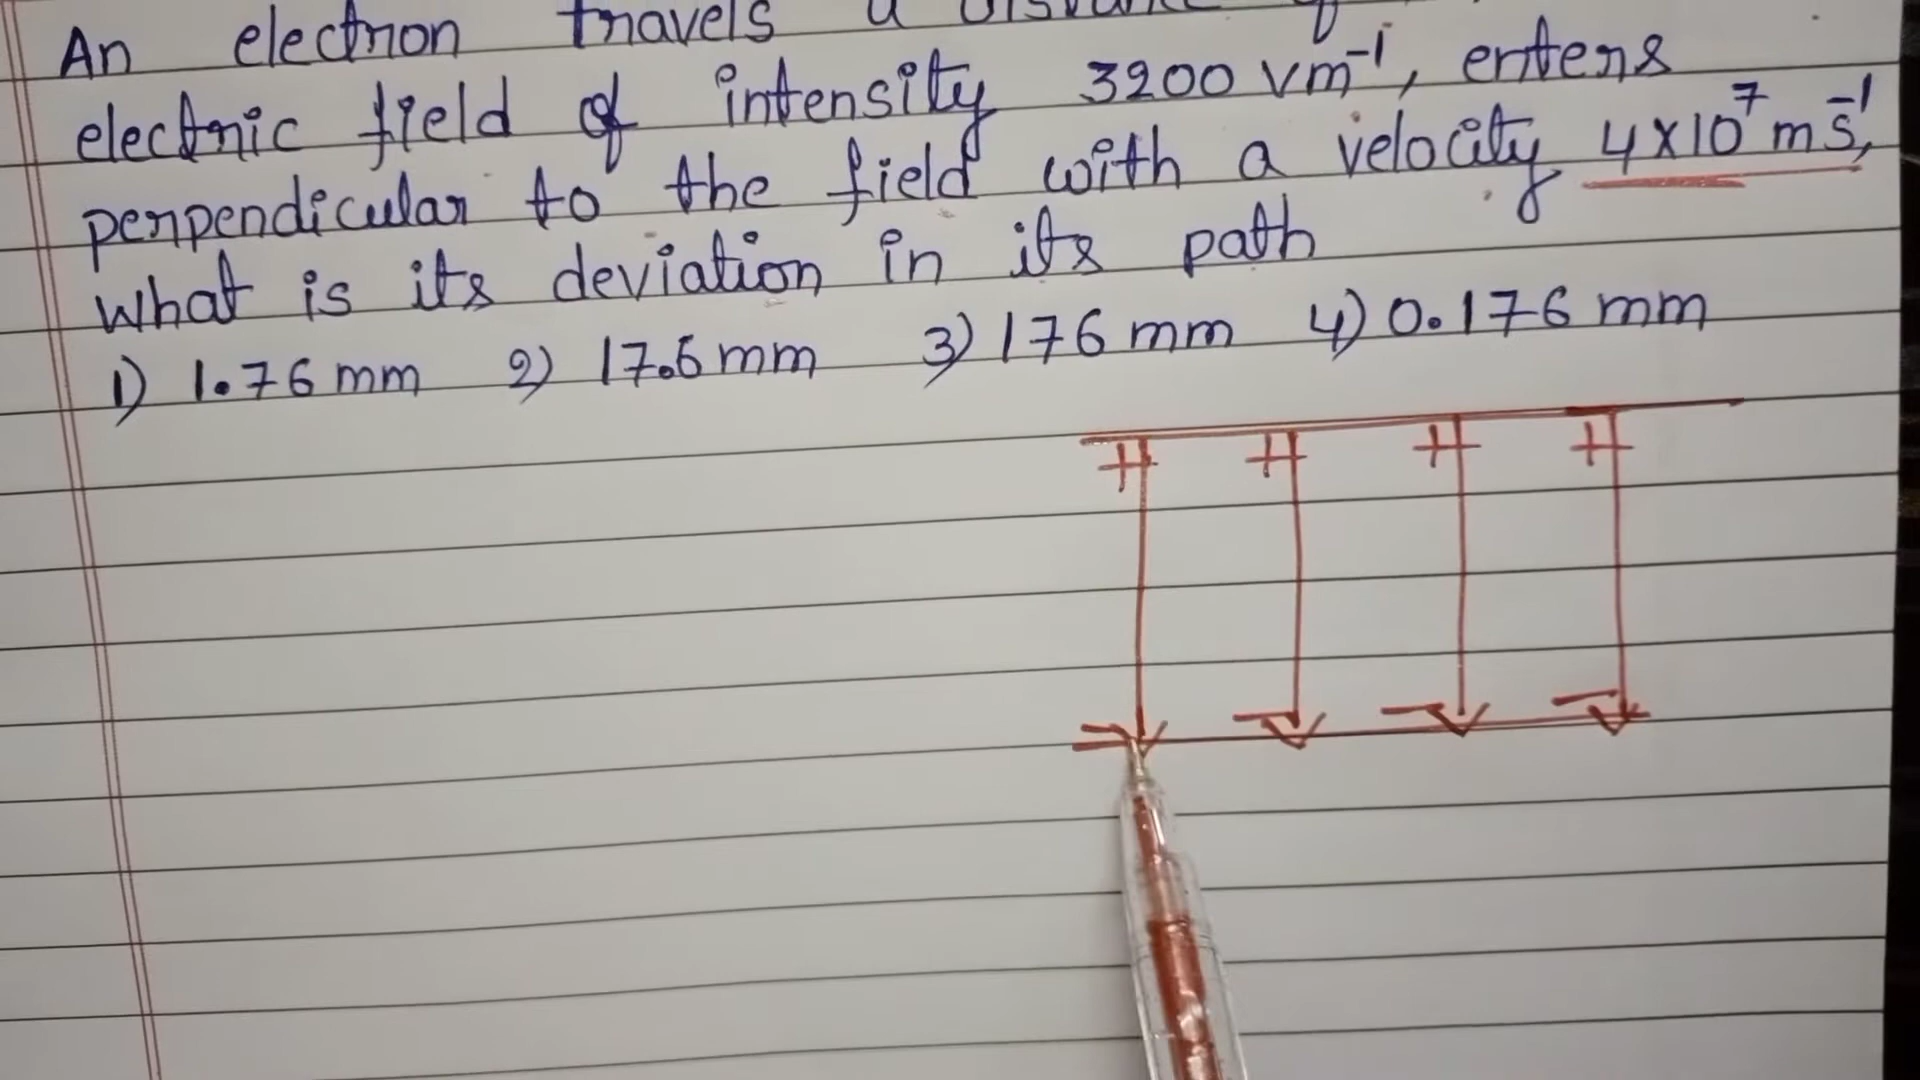 An electron travels a distance of
electric field of intensity 3200 Vm⁻¹, enters
perpendicular to the field with a velocity 4×10⁷ ms⁻¹,
what is its deviation in its path
1) 1.76 mm 2) 17.6 mm 3) 176 mm 4) 0.176 mm
+ + + +
− − − −